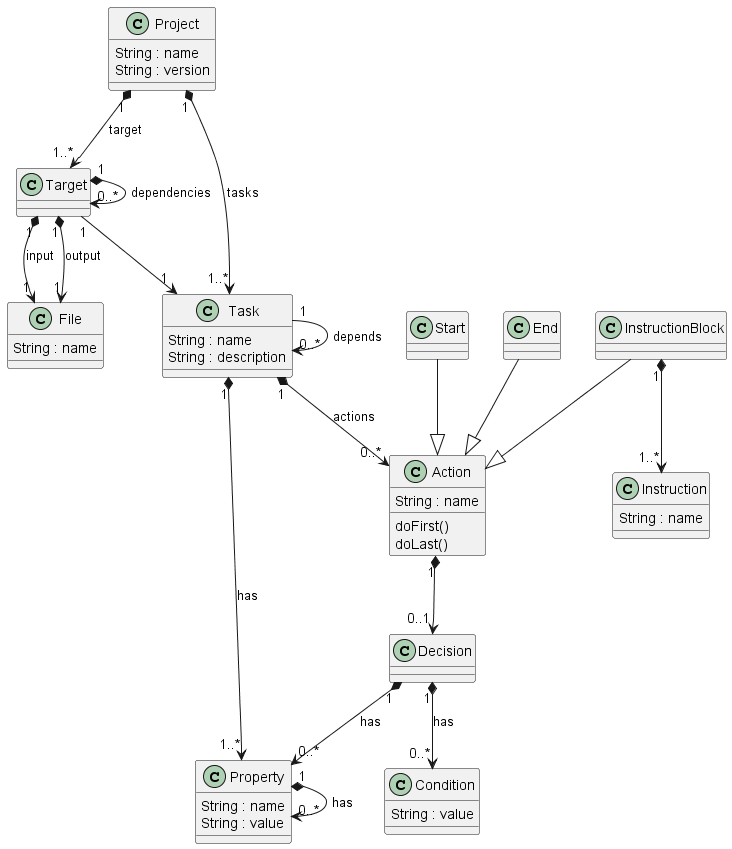 C Project
String : name
String : version
1
1
target
1..*
C Target
1
0..*
dependencies
tasks
1
1
1
input
output
1
1
1
1..*
C File
String : name
C Task
String : name
String : description
1
depends
0..*
C Start
C End
C InstructionBlock
1
1
1
actions
0..*
1..*
C Action
String : name
doFirst()
doLast()
C Instruction
String : name
1
has
0..1
C Decision
1
1
has
has
1..*
0..*
0..*
C Property
String : name
String : value
1
has
0..*
C Condition
String : value